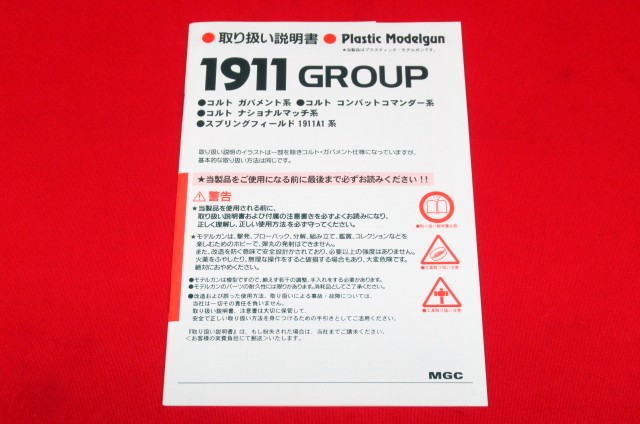 ●取り扱い説明書 ● Plastic Modelgun
★当製品はプラスティック・モデルガンです。
1911 GROUP
●コルト ガバメント系 ●コルト コンバットコマンダー系
●コルト ナショナルマッチ系
●スプリングフィールド 1911A1 系
取り扱い説明のイラストは一部を除きコルト・ガバメント仕様になっていますが、
基本的な取り扱い方法は同じです。
★当製品をご使用になる前に最後まで必ずお読みください!!
⚠警告
★当製品を使用される前に、
取り扱い説明書および付属の注意書きを必ずよくお読みになり、
正しく理解し、正しい使用方法を必ず守ってください。
★モデルガンは、撃発、ブローバック、分解、組み立て、鑑賞、コレクションなどを
楽しむためのホビーで、弾丸の発射はできません。
また、改造を防ぐ意味で安全設計がされており、必要以上の強度はありません。
火薬をふやしたり、無理な操作をすると破損する場合もあり、大変危険です。
絶対におやめください。
●モデルガンは模型ですので、絶えず若干の調整、手入れをする必要があります。
●モデルガンのパーツの耐久性には限りがあります。消耗品としてご了承ください。
●改造および誤った使用方法、取り扱いによる事故・故障については、
当社は一切その責任を負いません。
取り扱い説明書、注意書は大切に保管して、
安全で正しい取り扱い方法を身につけるための手引きとしてご活用ください。
『取り扱い説明書』は、もし紛失された場合は、当社までご請求ください。
<お客様の実費負担にて郵送>いたします。
●取り扱い説明書必読
●火薬取り扱い注意
MGC